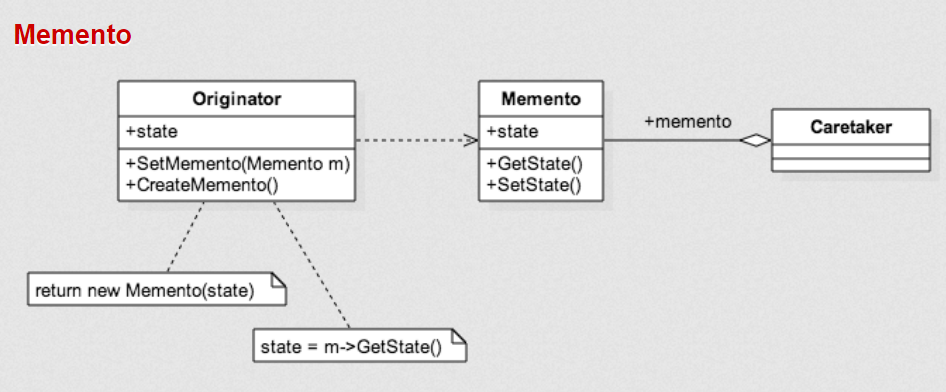 Memento
Originator
+state
+SetMemento(Memento m)
+CreateMemento()
Memento
+state
+GetState()
+SetState()
+memento
Caretaker
return new Memento(state)
state = m->GetState()